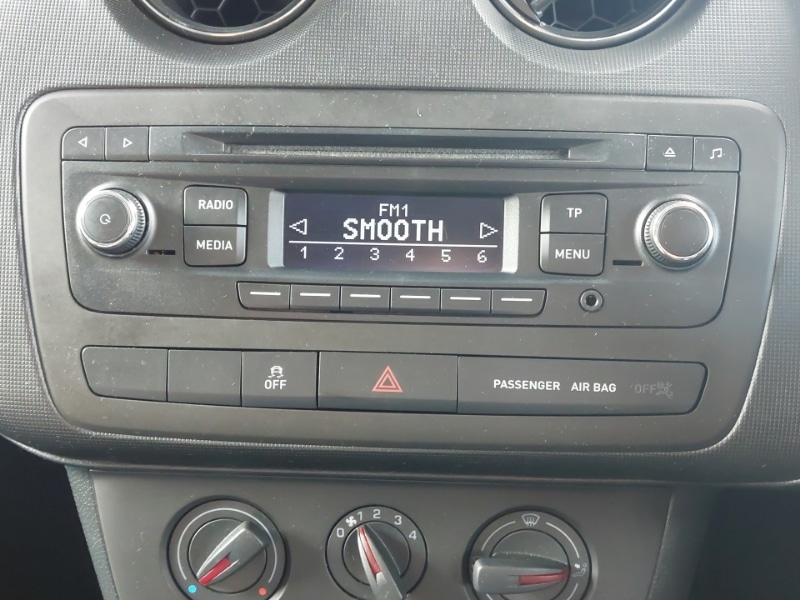 RADIO
MEDIA
FM1
SMOOTH
1 2 3 4 5 6
TP
MENU
OFF
PASSENGER AIR BAG OFF
0 1 2 3 4